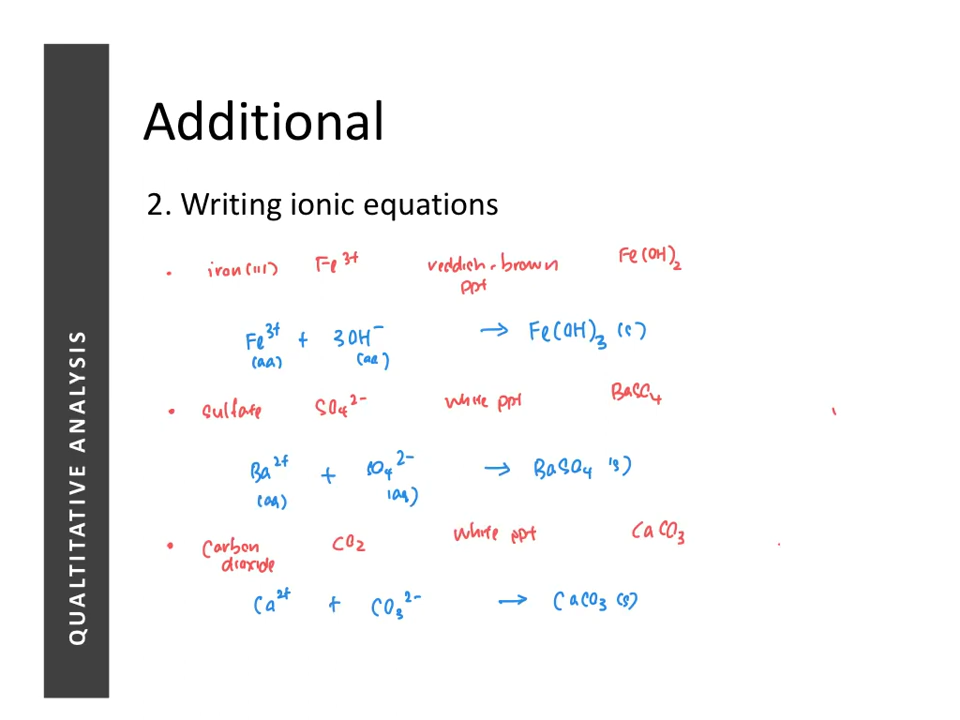 QUALTITATIVE ANALYSIS
Additional
2. Writing ionic equations
• iron (III) Fe³⁺ reddish-brown ppt Fe(OH)₂
Fe³⁺ (aq) + 3OH⁻ (aq) → Fe(OH)₃ (s)
• sulfate SO₄²⁻ white ppt BaSO₄
Ba²⁺ (aq) + SO₄²⁻ (aq) → BaSO₄ (s)
• Carbon dioxide CO₂ white ppt CaCO₃
Ca²⁺ + CO₃²⁻ → CaCO₃ (s)